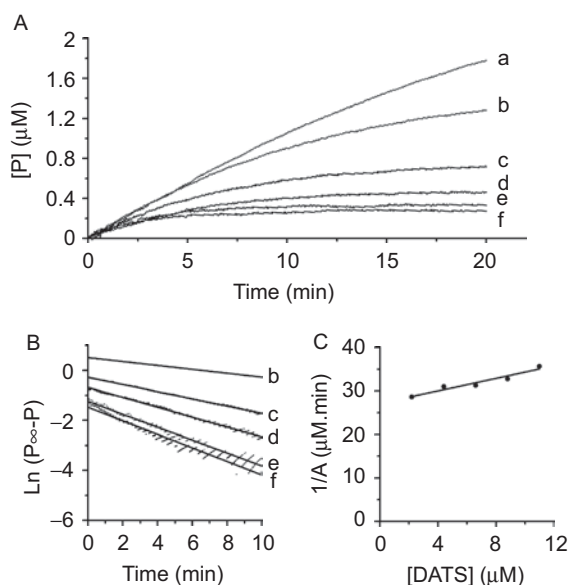 A
[P] (μM)
2
1.6
1.2
0.8
0.4
0
0 5 10 15 20
Time (min)
a
b
c
d
e
f
B
Ln (P∞-P)
0
−2
−4
−6
0 2 4 6 8 10
Time (min)
b
c
d
e
f
C
1/A (μM.min)
40
30
20
10
0
0 4 8 12
[DATS] (μM)